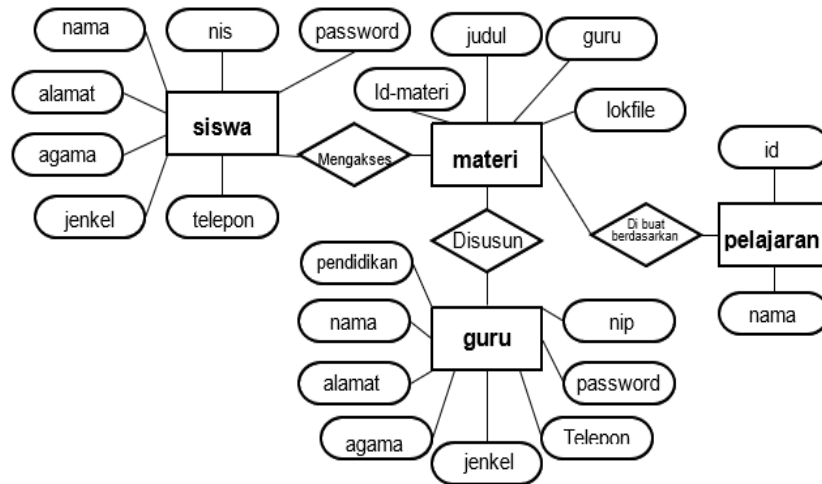 nama
nis
password
alamat
siswa
agama
jenkel
telepon
Mengakses
judul
guru
Id-materi
lokfile
materi
id
Di buat
berdasarkan
pelajaran
nama
Disusun
pendidikan
nama
guru
nip
alamat
password
agama
jenkel
Telepon